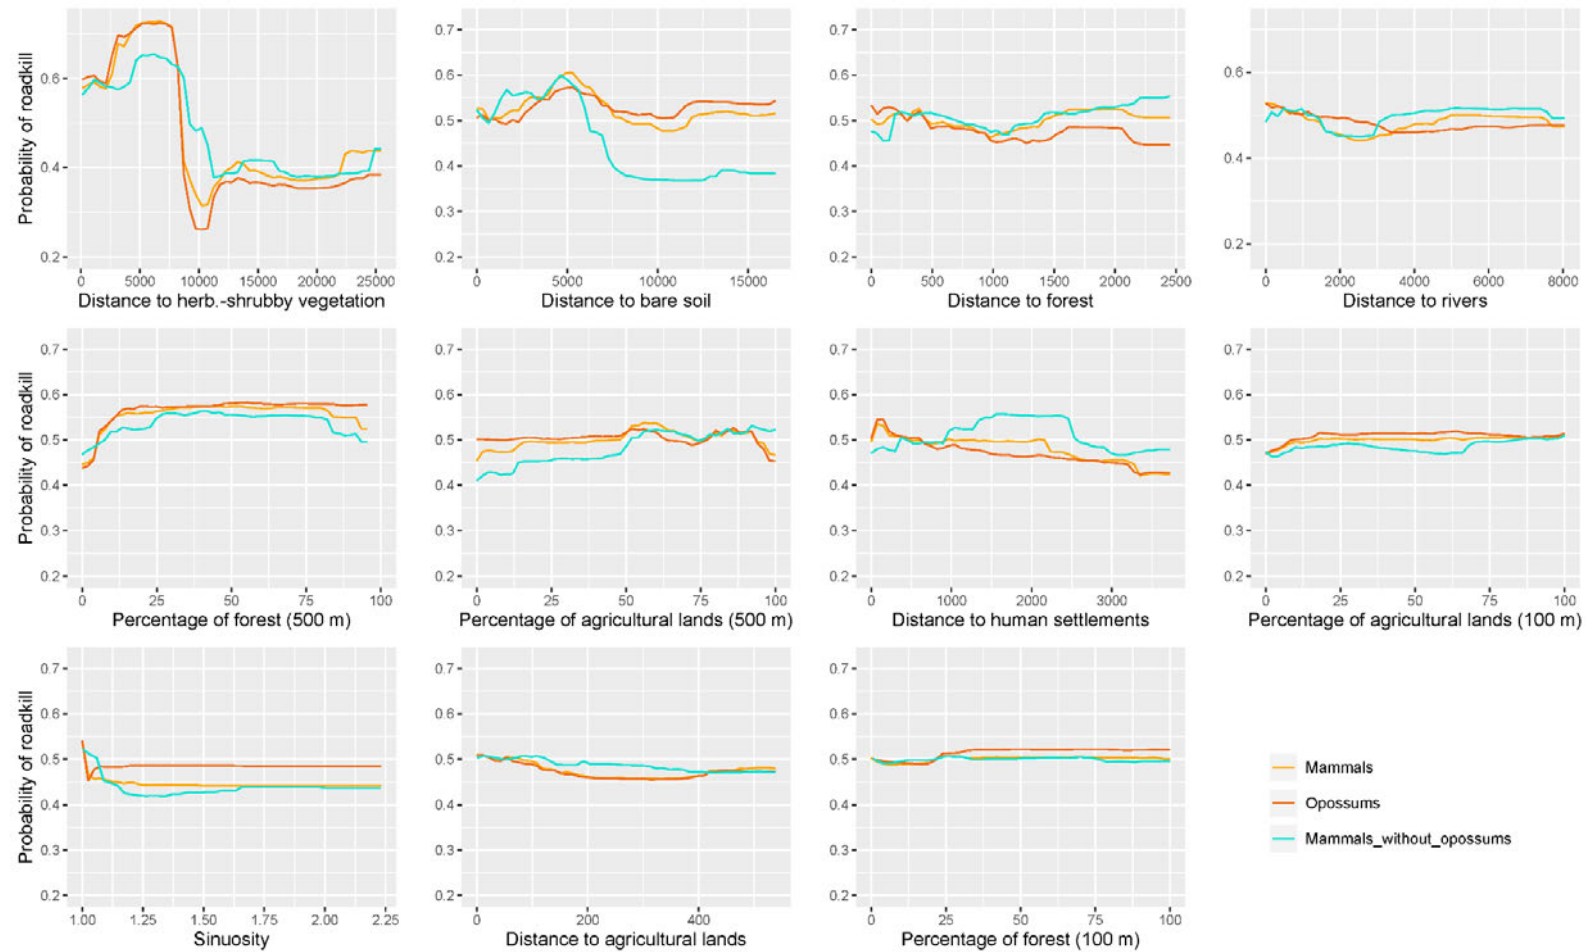 Probability of roadkill
0.6
0.4
0.2
0 5000 10000 15000 20000 25000
Distance to herb.-shrubby vegetation
0.7
0.6
0.5
0.4
0.3
0.2
0 5000 10000 15000
Distance to bare soil
0.7
0.6
0.5
0.4
0.3
0.2
0 500 1000 1500 2000 2500
Distance to forest
0.6
0.4
0.2
0 2000 4000 6000 8000
Distance to rivers
Probability of roadkill
0.7
0.6
0.5
0.4
0.3
0.2
0 25 50 75 100
Percentage of forest (500 m)
0.7
0.6
0.5
0.4
0.3
0.2
0 25 50 75 100
Percentage of agricultural lands (500 m)
0.7
0.6
0.5
0.4
0.3
0.2
0 1000 2000 3000
Distance to human settlements
0.7
0.6
0.5
0.4
0.3
0.2
0 25 50 75 100
Percentage of agricultural lands (100 m)
Probability of roadkill
0.7
0.6
0.5
0.4
0.3
0.2
1.00 1.25 1.50 1.75 2.00 2.25
Sinuosity
0.7
0.6
0.5
0.4
0.3
0.2
0 200 400
Distance to agricultural lands
0.7
0.6
0.5
0.4
0.3
0.2
0 25 50 75 100
Percentage of forest (100 m)
Mammals
Opossums
Mammals_without_opossums